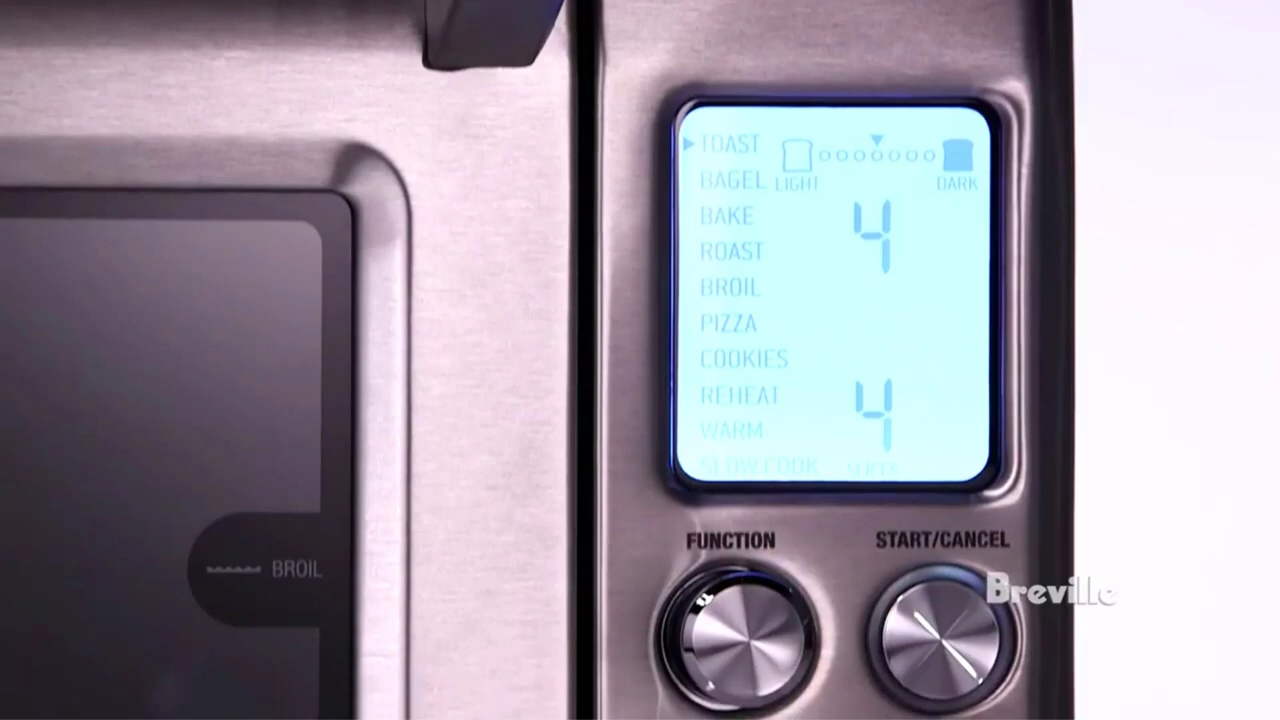 TOAST
LIGHT DARK
BAGEL
BAKE
4
ROAST
BROIL
PIZZA
COOKIES
REHEAT
4
WARM
SLOW COOK SLICES
FUNCTION START/CANCEL
BROIL
Breville